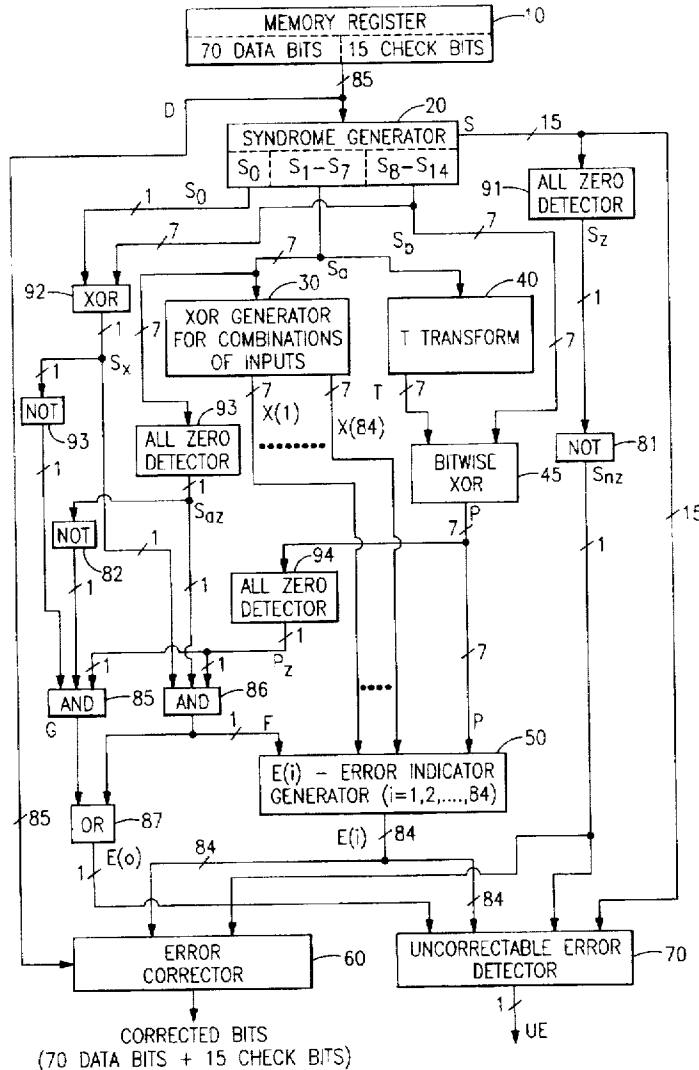 MEMORY REGISTER
10
70 DATA BITS
15 CHECK BITS
85
D
20
SYNDROME GENERATOR
S
15
S0
S1-S7
S8-S14
91
ALL ZERO
DETECTOR
S0
1
7
7
Sb
7
Sz
92
XOR
Sa
30
40
1
1
XOR GENERATOR
FOR COMBINATIONS
OF INPUTS
T TRANSFORM
7
7
Sx
1
NOT
93
7
7
T
7
X(1)
X(84)
93
ALL ZERO
DETECTOR
BITWISE
XOR
45
NOT
81
Snz
1
1
Saz
P
7
15
NOT
82
1
94
1
1
1
ALL ZERO
DETECTOR
1
Pz
7
1
1
AND
85
AND
86
G
P
1
F
50
E(i) - ERROR INDICATOR
GENERATOR (i=1,2,....,84)
OR
87
85
E(i)
84
E(o)
84
1
84
ERROR
CORRECTOR
60
UNCORRECTABLE ERROR
DETECTOR
70
1
UE
CORRECTED BITS
(70 DATA BITS + 15 CHECK BITS)